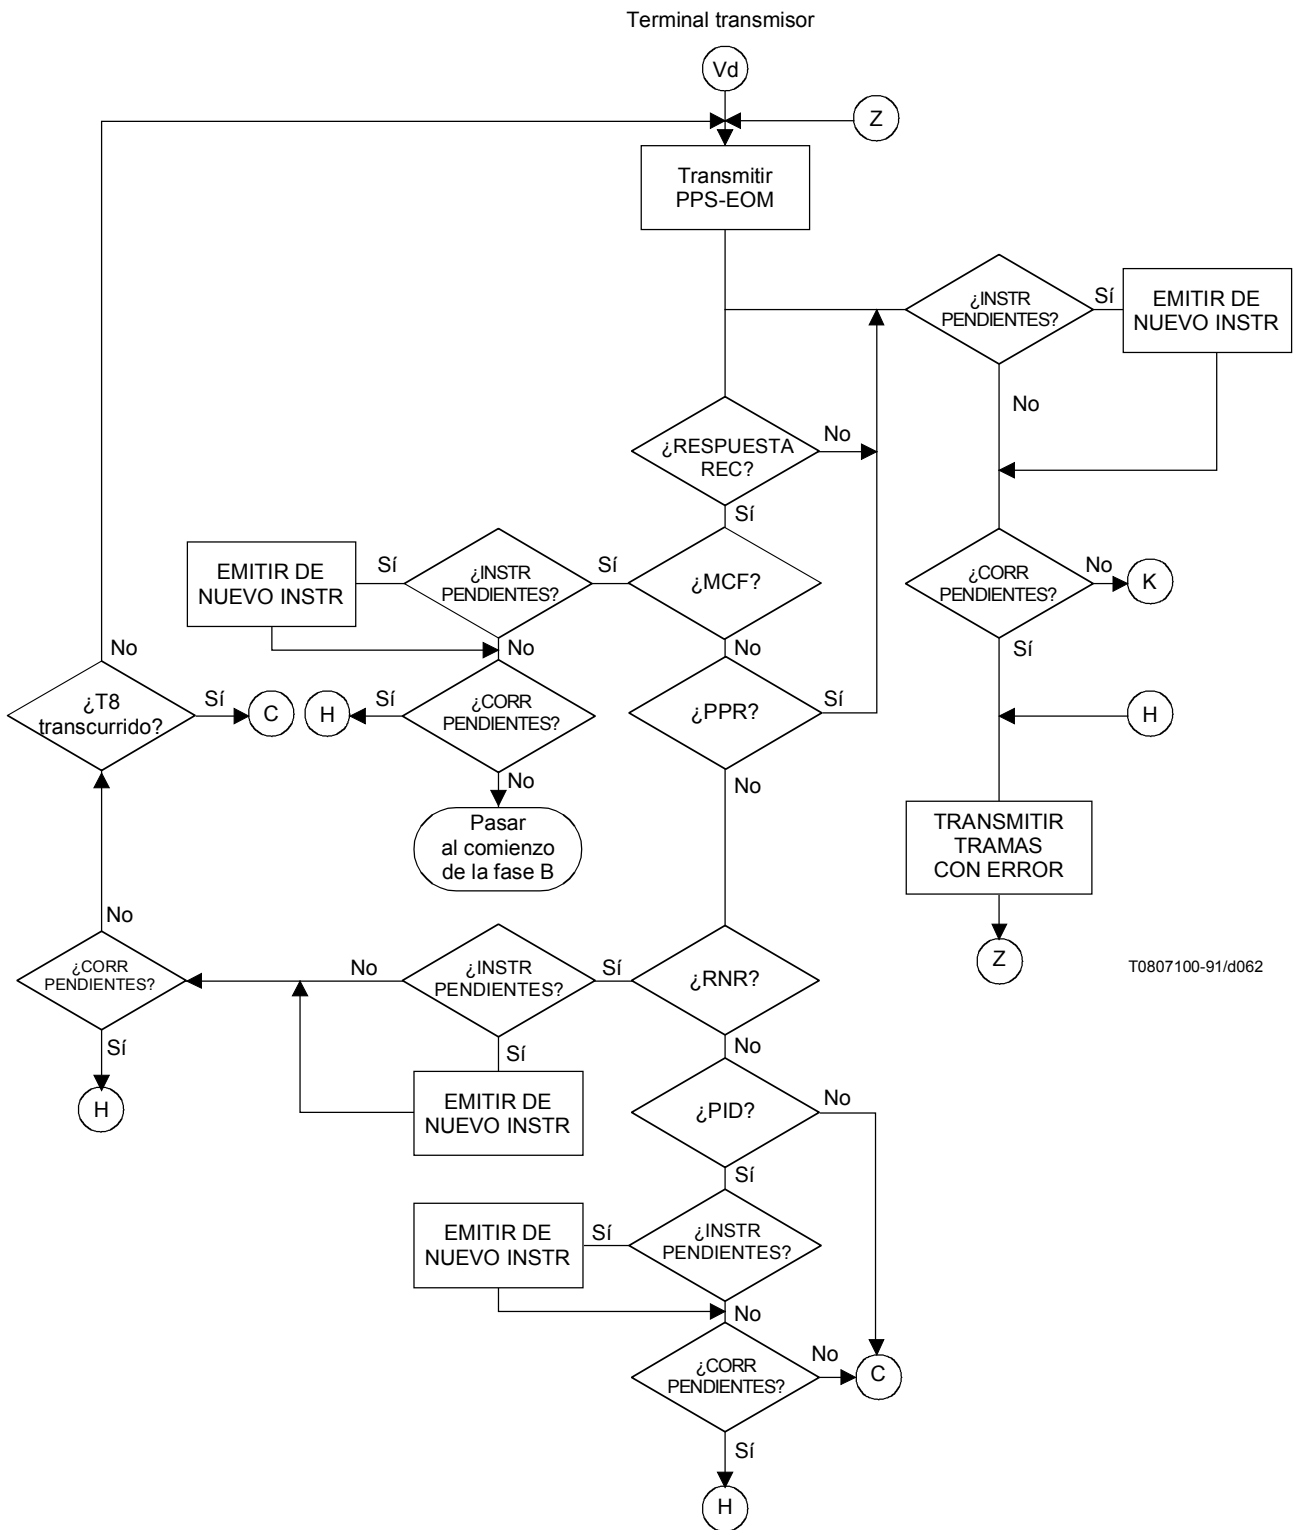 Terminal transmisor
Vd
Z
Transmitir
PPS-EOM
¿INSTR
PENDIENTES?
Sí
EMITIR DE
NUEVO INSTR
No
¿RESPUESTA
REC?
No
Sí
EMITIR DE
NUEVO INSTR
Sí
¿INSTR
PENDIENTES?
Sí
¿MCF?
¿CORR
PENDIENTES?
No
K
No
No
Sí
No
¿T8
transcurrido?
Sí
C
H
Sí
¿CORR
PENDIENTES?
¿PPR?
Sí
H
No
No
Pasar
al comienzo
de la fase B
TRANSMITIR
TRAMAS
CON ERROR
No
¿CORR
PENDIENTES?
No
¿INSTR
PENDIENTES?
Sí
¿RNR?
Z
T0807100-91/d062
Sí
Sí
No
H
EMITIR DE
NUEVO INSTR
¿PID?
No
Sí
EMITIR DE
NUEVO INSTR
Sí
¿INSTR
PENDIENTES?
No
¿CORR
PENDIENTES?
No
C
Sí
H